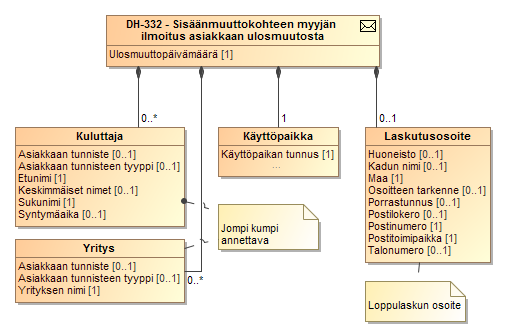 DH-332 - Sisäänmuuttokohteen myyjän
ilmoitus asiakkaan ulosmuutosta
Ulosmuuttopäivämäärä [1]
0..*
1
0..1
Kuluttaja
Asiakkaan tunniste [0..1]
Asiakkaan tunnisteen tyyppi [0..1]
Etunimi [1]
Keskimmäiset nimet [0..1]
Sukunimi [1]
Syntymäaika [0..1]
Käyttöpaikka
Käyttöpaikan tunnus [1]
...
Laskutusosoite
Huoneisto [0..1]
Kadun nimi [0..1]
Maa [1]
Osoitteen tarkenne [0..1]
Porrastunnus [0..1]
Postilokero [0..1]
Postinumero [1]
Postitoimipaikka [1]
Talonumero [0..1]
Jompi kumpi
annettava
Yritys
Asiakkaan tunniste [0..1]
Asiakkaan tunnisteen tyyppi [0..1]
Yrityksen nimi [1]
0..*
Loppulaskun osoite